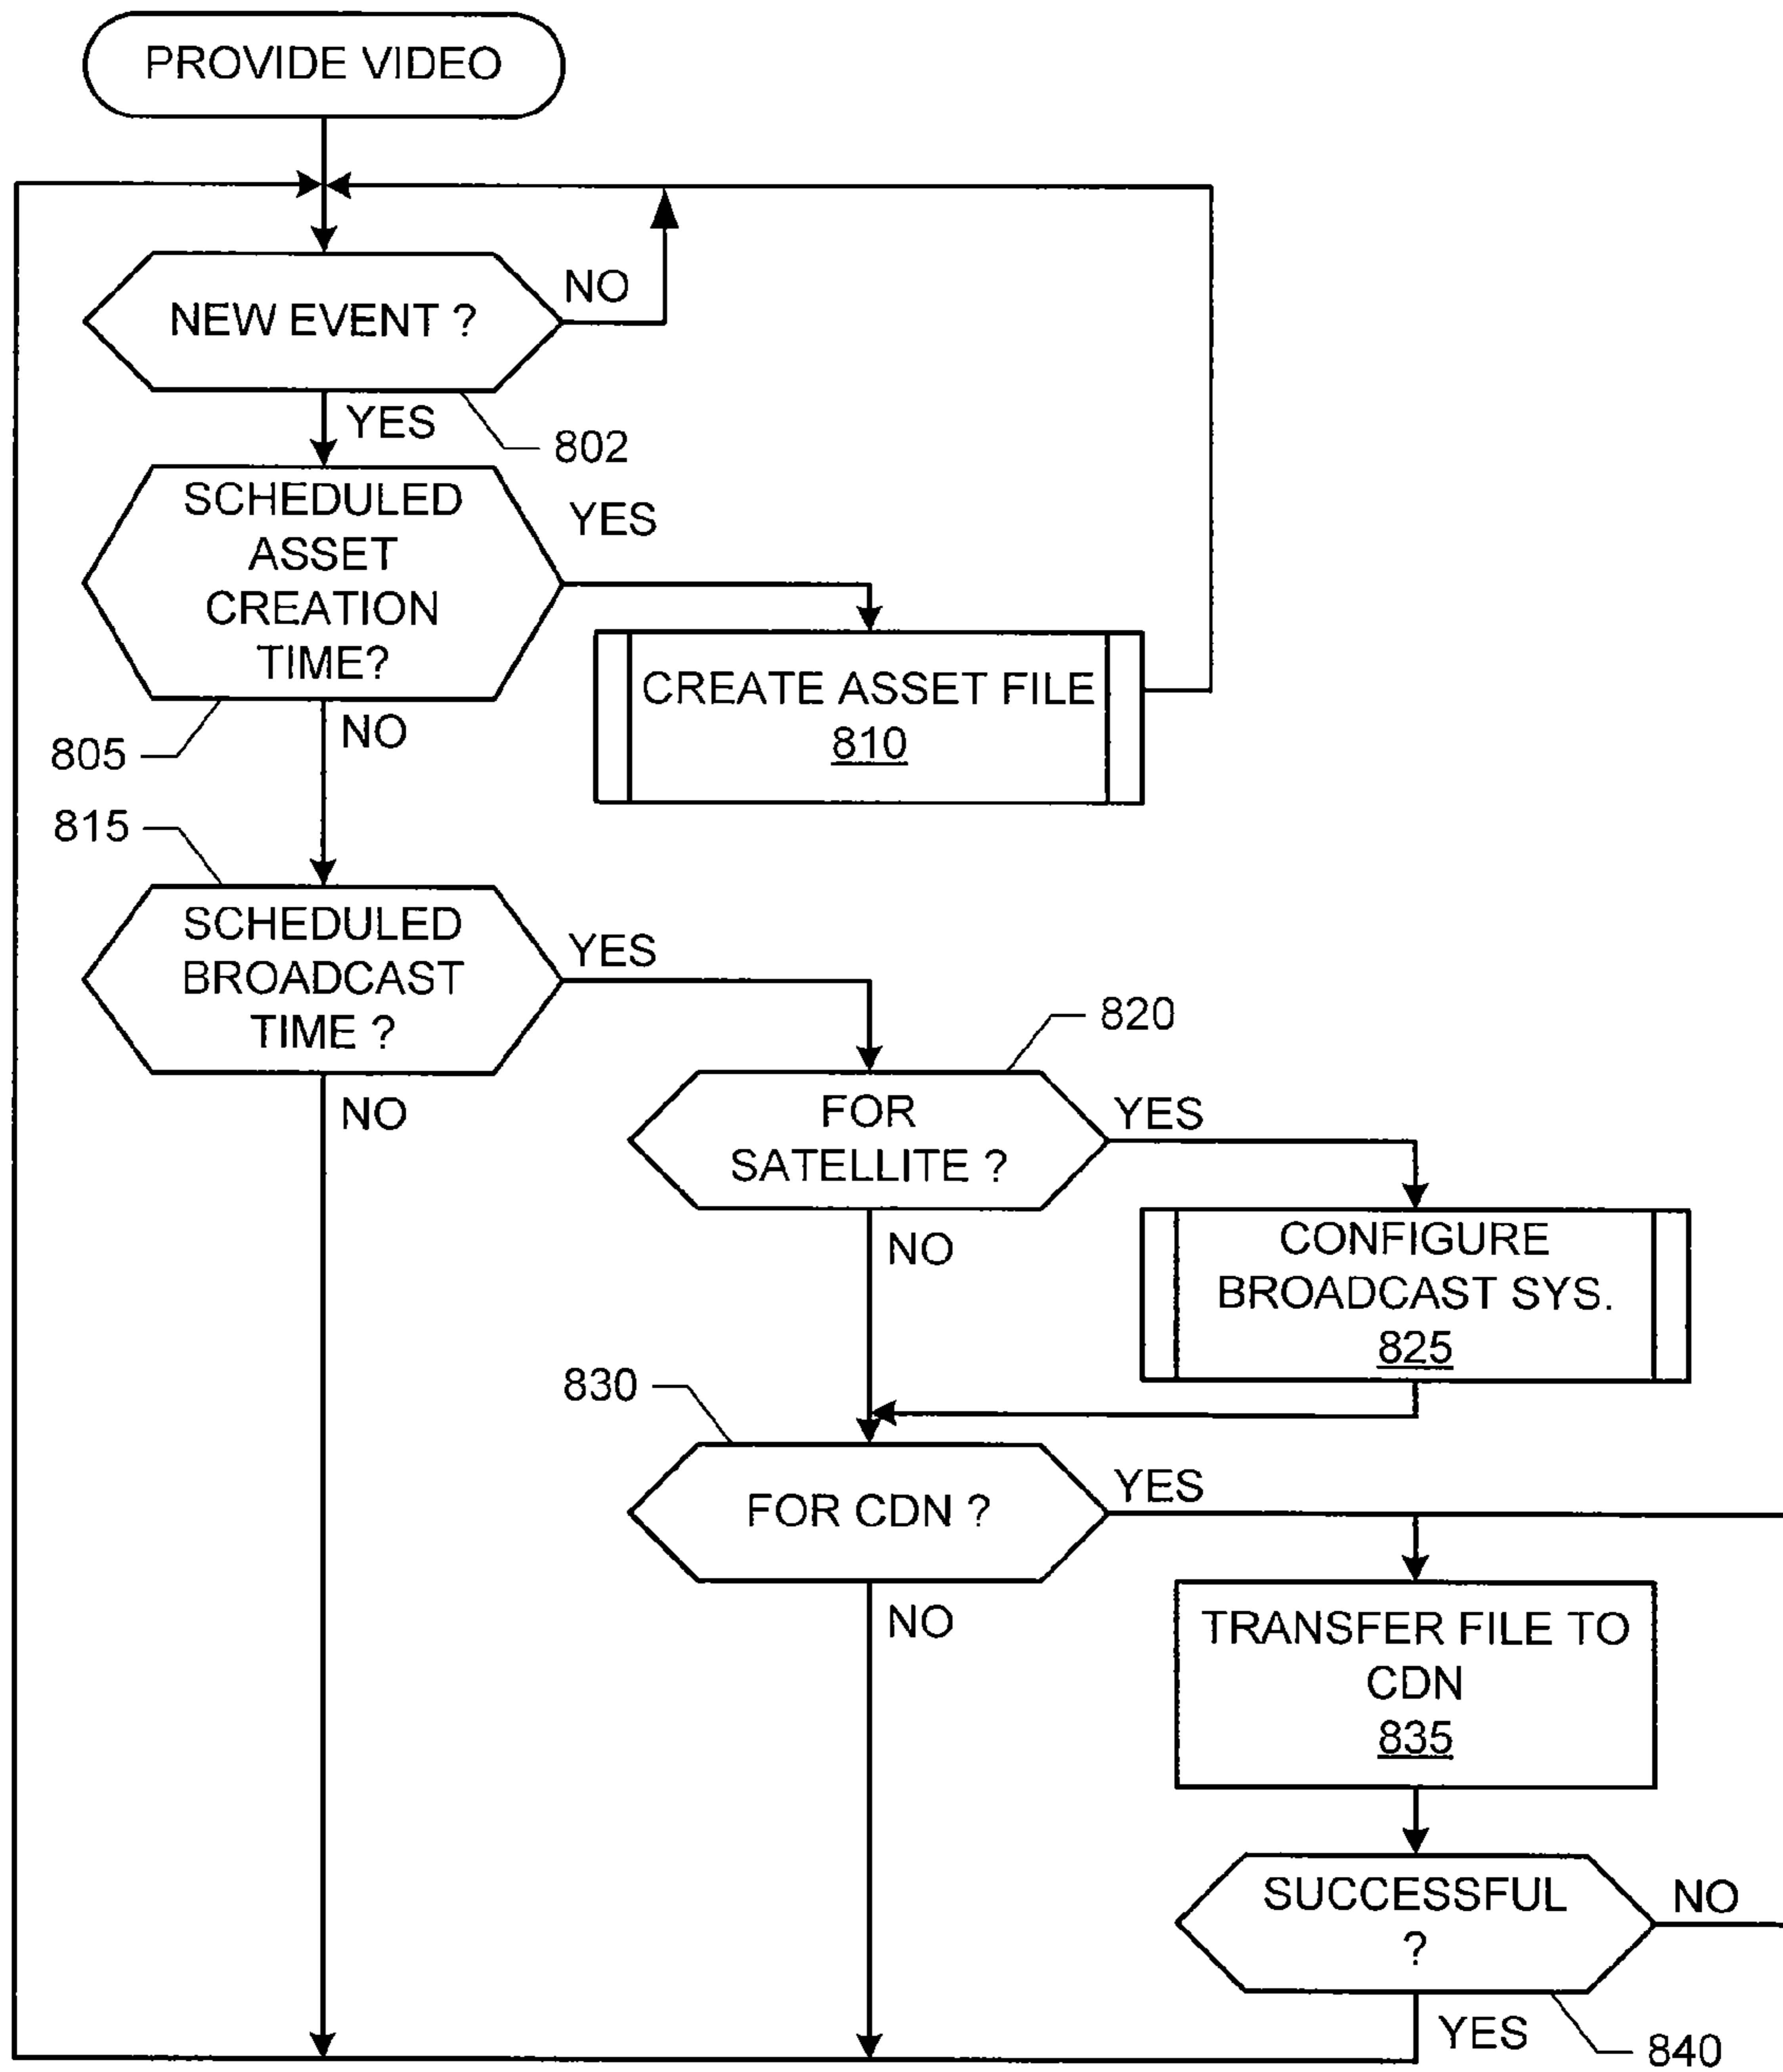 PROVIDE VIDEO
NEW EVENT ?
NO
YES
802
SCHEDULED
ASSET
CREATION
TIME?
YES
NO
805
CREATE ASSET FILE
810
815
SCHEDULED
BROADCAST
TIME ?
YES
NO
820
FOR
SATELLITE ?
YES
NO
CONFIGURE
BROADCAST SYS.
825
830
FOR CDN ?
YES
NO
TRANSFER FILE TO
CDN
835
SUCCESSFUL
?
NO
YES
840